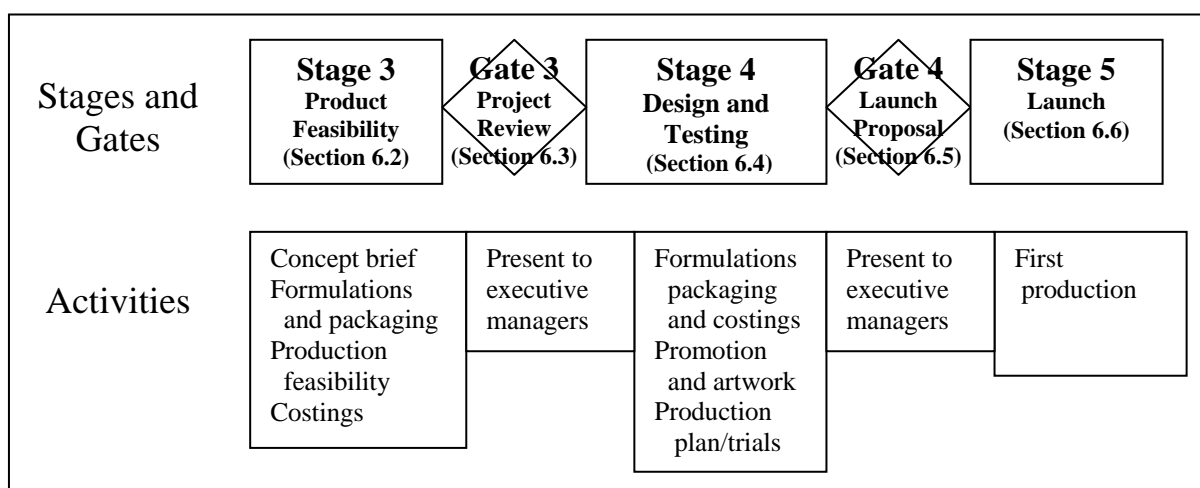 Stages and
Gates
Stage 3
Product
Feasibility
(Section 6.2)
Gate 3
Project
Review
(Section 6.3)
Stage 4
Design and
Testing
(Section 6.4)
Gate 4
Launch
Proposal
(Section 6.5)
Stage 5
Launch
(Section 6.6)
Activities
Concept brief
Formulations
and packaging
Production
feasibility
Costings
Present to
executive
managers
Formulations
packaging
and costings
Promotion
and artwork
Production
plan/trials
Present to
executive
managers
First
production